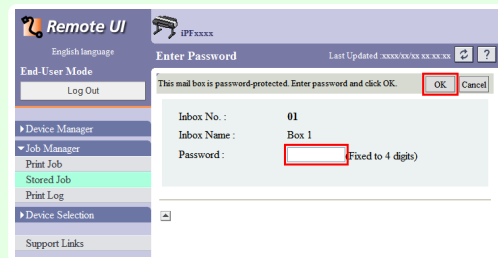 Remote UI
iPFxxxx
English language
Enter Password
Last Updated :xxxx/xx/xx xx:xx:xx
?
End-User Mode
Log Out
This mail box is password-protected. Enter password and click OK.
OK
Cancel
Inbox No. :
01
Inbox Name :
Box 1
Password :
(Fixed to 4 digits)
Device Manager
Job Manager
Print Job
Stored Job
Print Log
Device Selection
Support Links